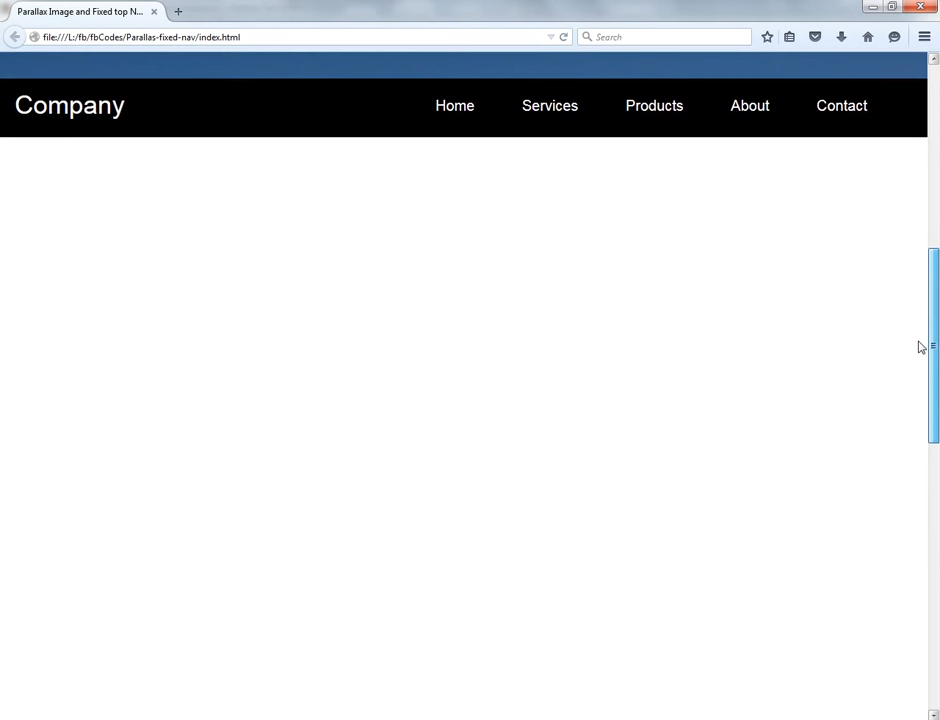 Parallax Image and Fixed top N...
file:///L:/fb/fbCodes/Parallas-fixed-nav/index.html
Search
Company
Home Services Products About Contact